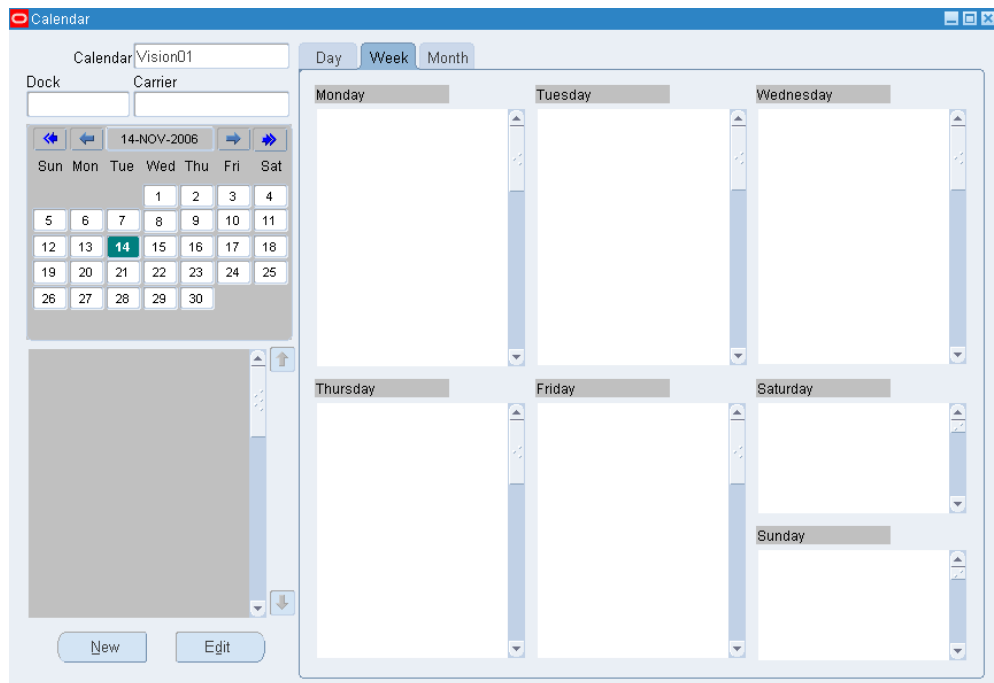 Calendar
Calendar Vision01
Dock Carrier
14-NOV-2006
Sun Mon Tue Wed Thu Fri Sat
1 2 3 4
5 6 7 8 9 10 11
12 13 14 15 16 17 18
19 20 21 22 23 24 25
26 27 28 29 30
New Edit
Day Week Month
Monday Tuesday Wednesday
Thursday Friday Saturday
Sunday